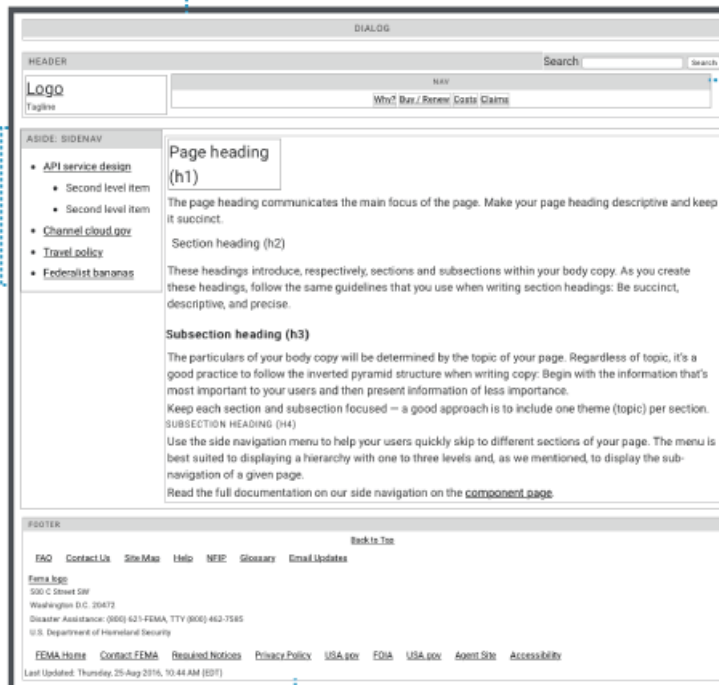 DIALOG
HEADER
Search
Search
Logo
Tagline
NAV
Why? Buy / Renew Costs Claims
ASIDE: SIDENAV
API service design
Second level item
Second level item
Channel cloud.gov
Travel policy
Federalist bananas
Page heading
(h1)
The page heading communicates the main focus of the page. Make your page heading descriptive and keep
it succinct.
Section heading (h2)
These headings introduce, respectively, sections and subsections within your body copy. As you create
these headings, follow the same guidelines that you use when writing section headings: Be succinct,
descriptive, and precise.
Subsection heading (h3)
The particulars of your body copy will be determined by the topic of your page. Regardless of topic, it's a
good practice to follow the inverted pyramid structure when writing copy: Begin with the information that's
most important to your users and then present information of less importance.
Keep each section and subsection focused — a good approach is to include one theme (topic) per section.
SUBSECTION HEADING (H4)
Use the side navigation menu to help your users quickly skip to different sections of your page. The menu is
best suited to displaying a hierarchy with one to three levels and, as we mentioned, to display the sub-
navigation of a given page.
Read the full documentation on our side navigation on the component page.
FOOTER
Back to Top
FAQ Contact Us Site Map Help NFIP Glossary Email Updates
Fema logo
500 C Street SW
Washington D.C. 20472
Disaster Assistance: (800) 621-FEMA, TTY (800) 462-7585
U.S. Department of Homeland Security
FEMA Home Contact FEMA Required Notices Privacy Policy USA.gov FOIA USA.gov Agent Site Accessibility
Last Updated: Thursday, 25-Aug-2016, 10:44 AM (EDT)